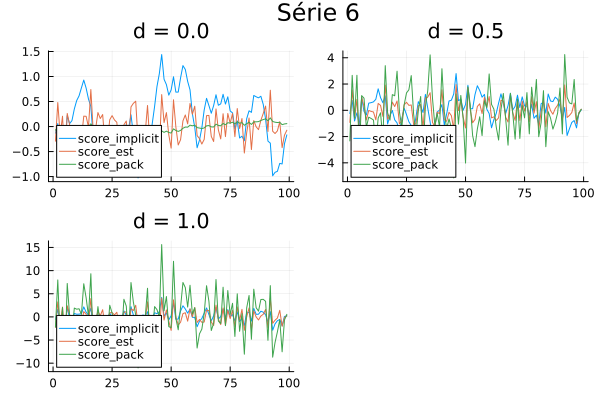 Série 6
d = 0.0
1.5
1.0
0.5
0.0
−0.5
−1.0
score_implicit
score_est
score_pack
0 25 50 75 100
d = 0.5
4
2
0
−2
−4
score_implicit
score_est
score_pack
0 25 50 75 100
d = 1.0
15
10
5
0
−5
−10
score_implicit
score_est
score_pack
0 25 50 75 100